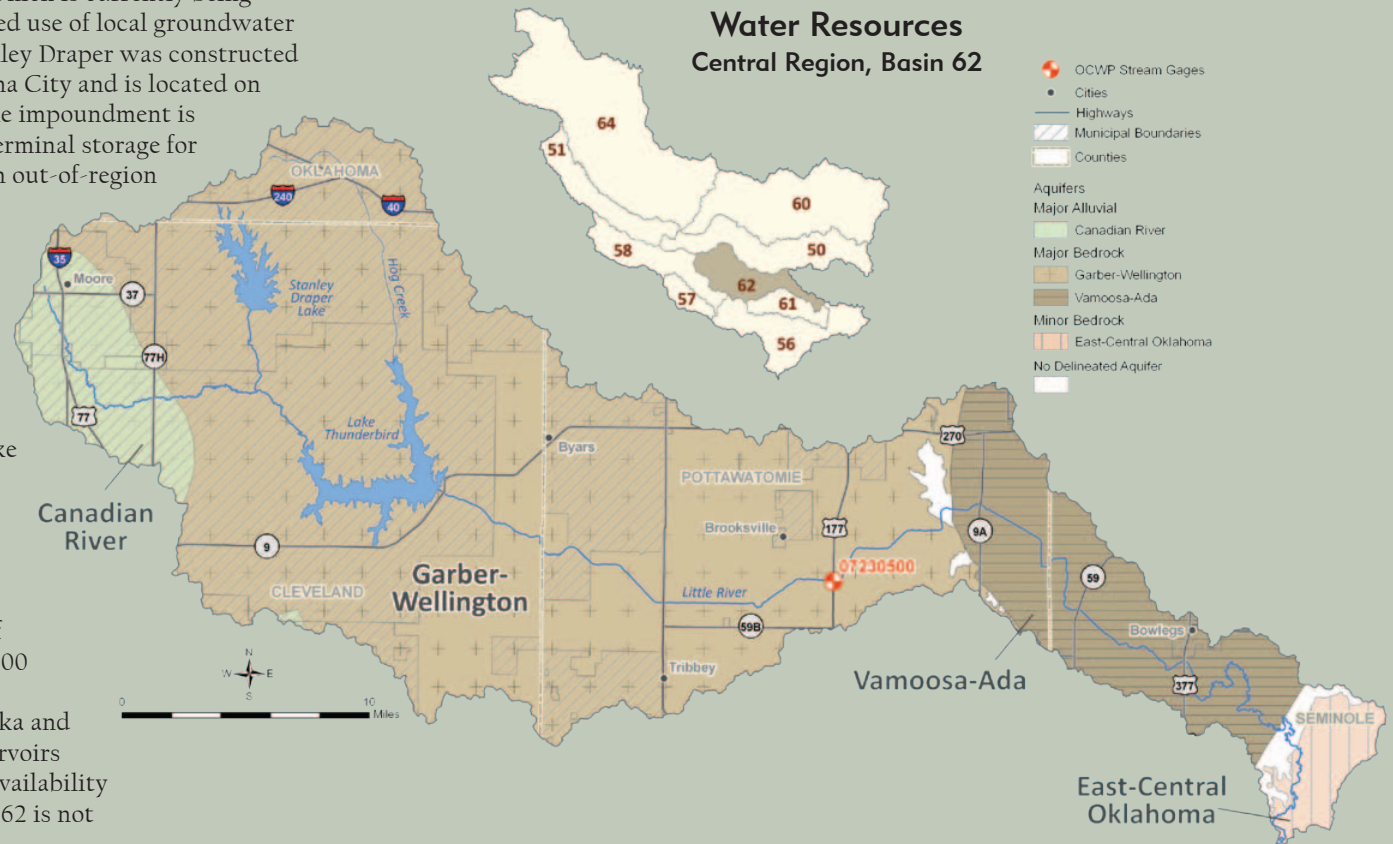 ed use of local groundwater
ley Draper was constructed
na City and is located on
e impoundment is
erminal storage for
n out-of-region
ke
00
ka and
rvoirs
vailability
62 is not
Water Resources
Central Region, Basin 62
64
51
60
58
50
62
57
61
56
OCWP Stream Gages
Cities
Highways
Municipal Boundaries
Counties
Aquifers
Major Alluvial
Canadian River
Major Bedrock
Garber-Wellington
Vamoosa-Ada
Minor Bedrock
East-Central Oklahoma
No Delineated Aquifer
OKLAHOMA
240
40
35
Moore
37
Stanley
Draper
Lake
Hog Creek
77H
77
Lake
Thunderbird
Byars
270
POTTAWATOMIE
Canadian
River
Brooksville
177
9A
9
07230500
59
Garber-
Wellington
CLEVELAND
Little River
59B
Bowlegs
Tribbey
Vamoosa-Ada
377
SEMINOLE
N
W
E
S
0
10
Miles
East-Central
Oklahoma